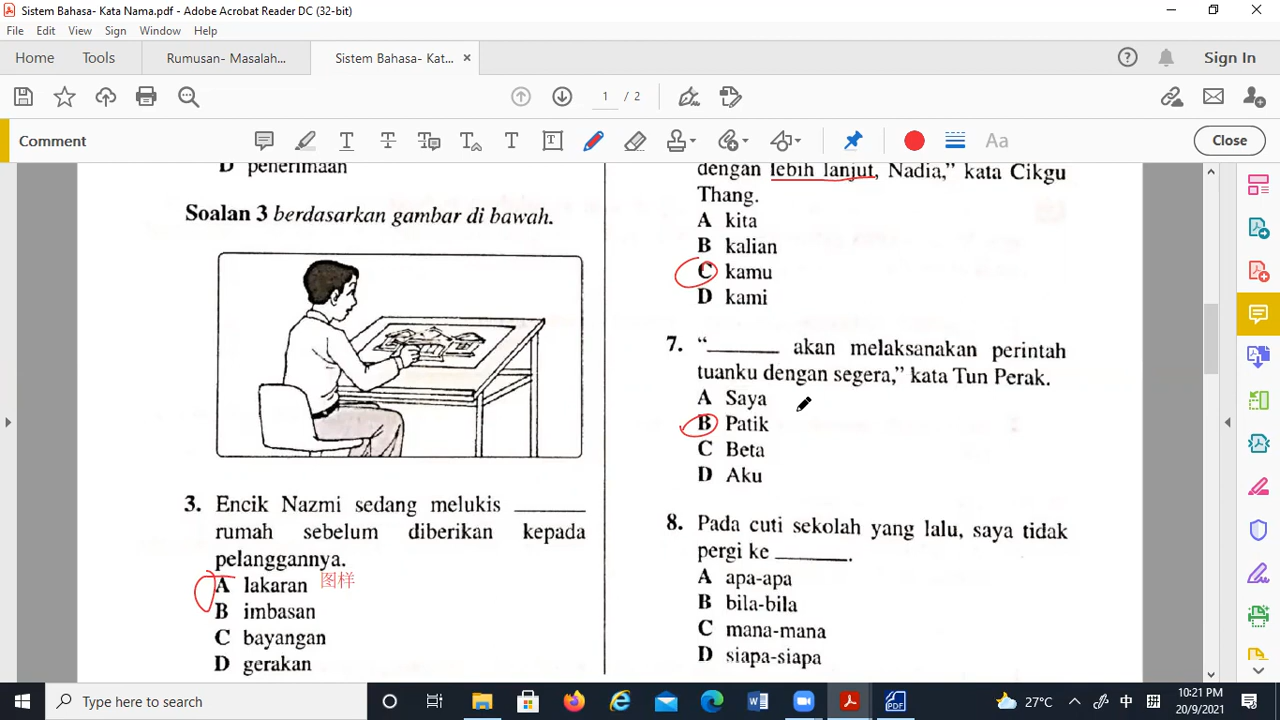 Sistem Bahasa- Kata Nama.pdf - Adobe Acrobat Reader DC (32-bit)
File Edit View Sign Window Help
Home Tools Rumusan- Masalah... Sistem Bahasa- Kat... × Sign In
1 / 2
Comment Close
D penerimaan
Soalan 3 berdasarkan gambar di bawah.
3. Encik Nazmi sedang melukis ______
rumah sebelum diberikan kepada
pelanggannya.
A lakaran 图样
B imbasan
C bayangan
D gerakan
dengan lebih lanjut, Nadia,” kata Cikgu
Thang.
A kita
B kalian
C kamu
D kami
7. “______ akan melaksanakan perintah
tuanku dengan segera,” kata Tun Perak.
A Saya
B Patik
C Beta
D Aku
8. Pada cuti sekolah yang lalu, saya tidak
pergi ke ______.
A apa-apa
B bila-bila
C mana-mana
D siapa-siapa
Type here to search
27°C
中
拼
10:21 PM
20/9/2021